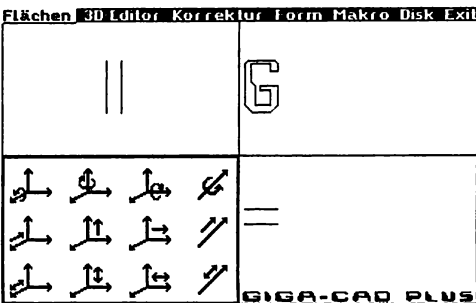 Flächen 3D Editor Korrektur Form Makro Disk Exit
G
GIGA-CAD PLUS